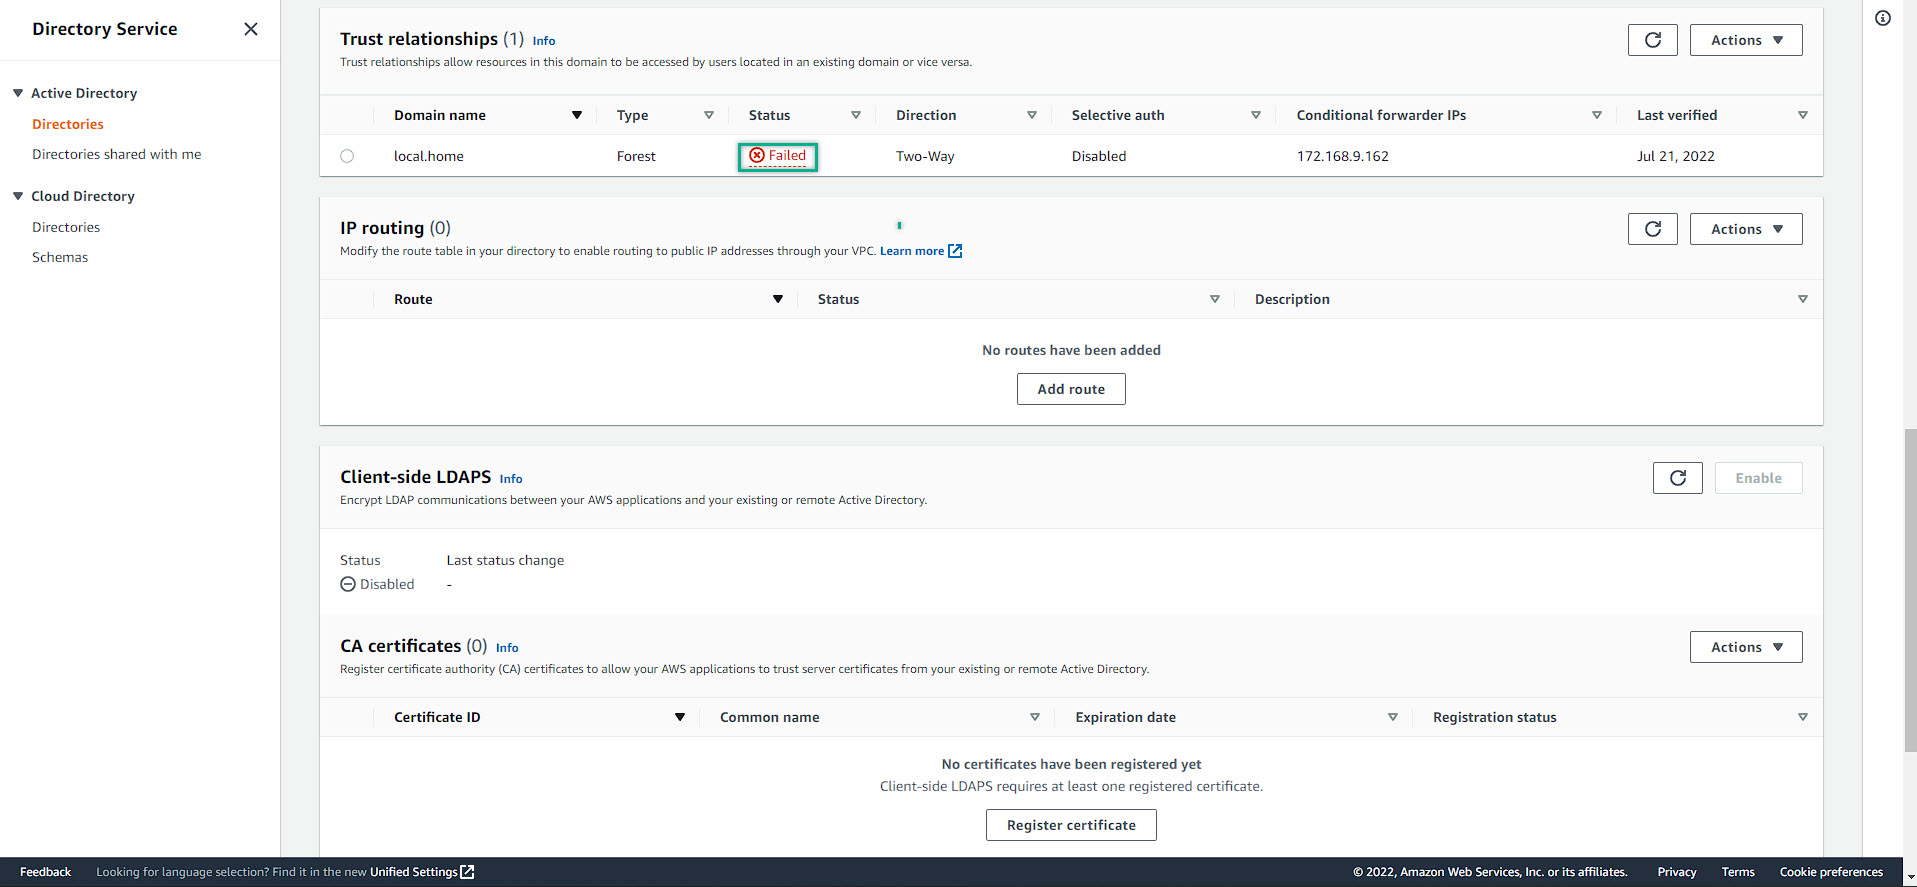 Directory Service
Active Directory
Directories
Directories shared with me
Cloud Directory
Directories
Schemas
Trust relationships (1) Info
Trust relationships allow resources in this domain to be accessed by users located in an existing domain or vice versa.
Actions
Domain name Type Status Direction Selective auth Conditional forwarder IPs Last verified
local.home Forest Failed Two-Way Disabled 172.168.9.162 Jul 21, 2022
IP routing (0)
Modify the route table in your directory to enable routing to public IP addresses through your VPC. Learn more
Actions
Route Status Description
No routes have been added
Add route
Client-side LDAPS Info
Encrypt LDAP communications between your AWS applications and your existing or remote Active Directory.
Enable
Status Last status change
Disabled -
CA certificates (0) Info
Register certificate authority (CA) certificates to allow your AWS applications to trust server certificates from your existing or remote Active Directory.
Actions
Certificate ID Common name Expiration date Registration status
No certificates have been registered yet
Client-side LDAPS requires at least one registered certificate.
Register certificate
Feedback Looking for language selection? Find it in the new Unified Settings © 2022, Amazon Web Services, Inc. or its affiliates. Privacy Terms Cookie preferences